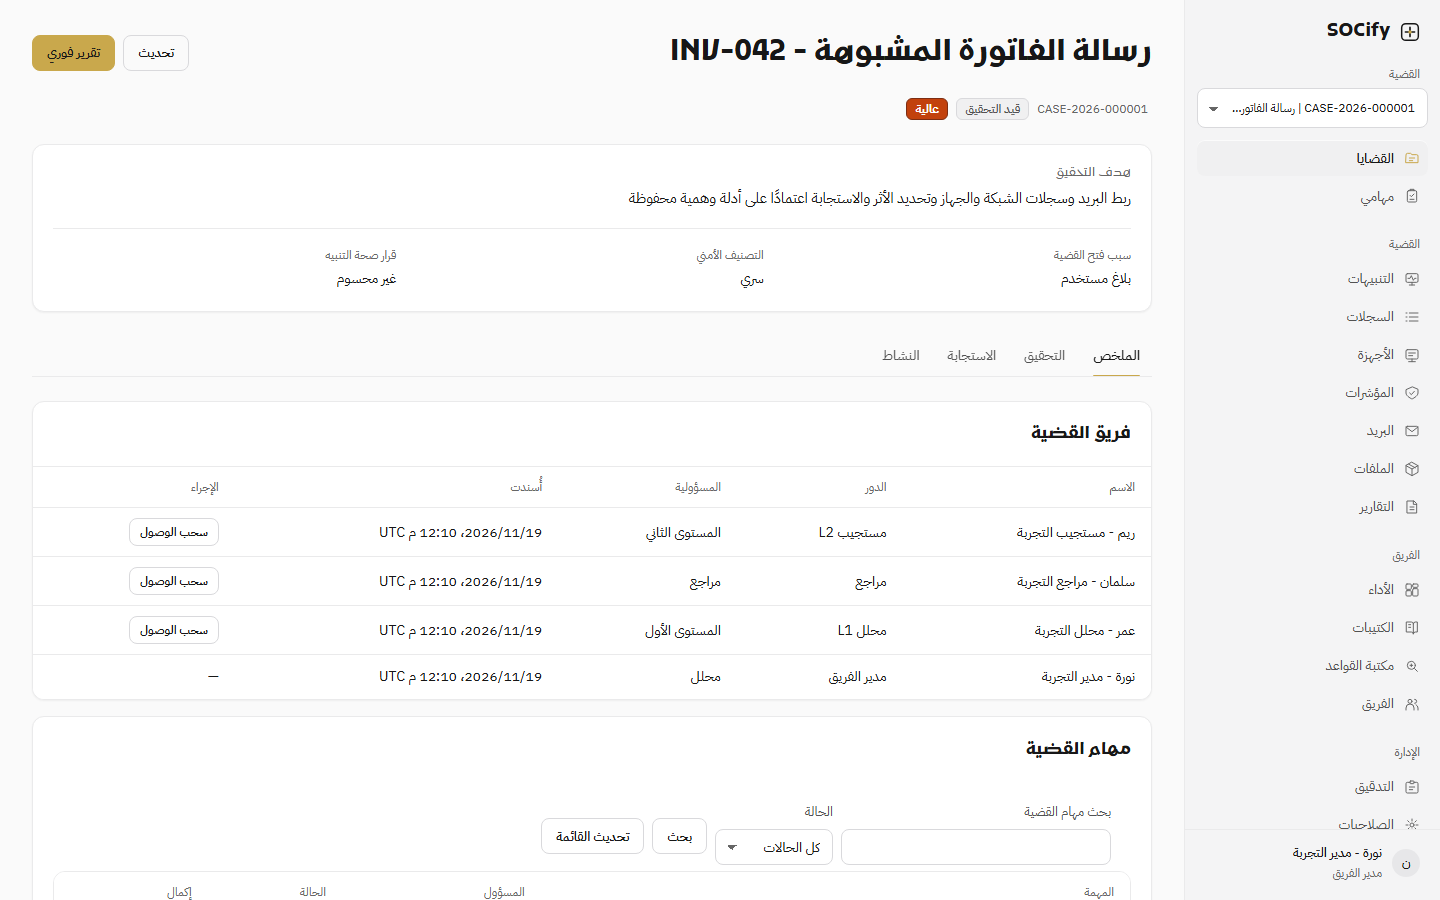 SOCify
القضية
CASE-2026-000001 | رسالة الفاتور...
القضايا
مهامي
القضية
التنبيهات
السجلات
الأجهزة
المؤشرات
البريد
الملفات
التقارير
الفريق
الأداء
الكتيبات
مكتبة القواعد
الفريق
الإدارة
التدقيق
الصلاحيات
ن
نورة - مدير التجربة
مدير الفريق
رسالة الفاتورة المشبوهة - INV-042
تحديث
تقرير فوري
CASE-2026-000001 قيد التحقيق عالية
هدف التحقيق
ربط البريد وسجلات الشبكة والجهاز وتحديد الأثر والاستجابة اعتمادًا على أدلة وهمية محفوظة
سبب فتح القضية التصنيف الأمني قرار صحة التنبيه
بلاغ مستخدم سري غير محسوم
الملخص التحقيق الاستجابة النشاط
فريق القضية
الاسم الدور المسؤولية أُسندت الإجراء
ريم - مستجيب التجربة مستجيب L2 المستوى الثاني 2026/11/19، 12:10 م UTC سحب الوصول
سلمان - مراجع التجربة مراجع مراجع 2026/11/19، 12:10 م UTC سحب الوصول
عمر - محلل التجربة محلل L1 المستوى الأول 2026/11/19، 12:10 م UTC سحب الوصول
نورة - مدير التجربة مدير الفريق محلل 2026/11/19، 12:10 م UTC —
مهام القضية
بحث مهام القضية الحالة
كل الحالات بحث تحديث القائمة
المهمة المسؤول الحالة إكمال